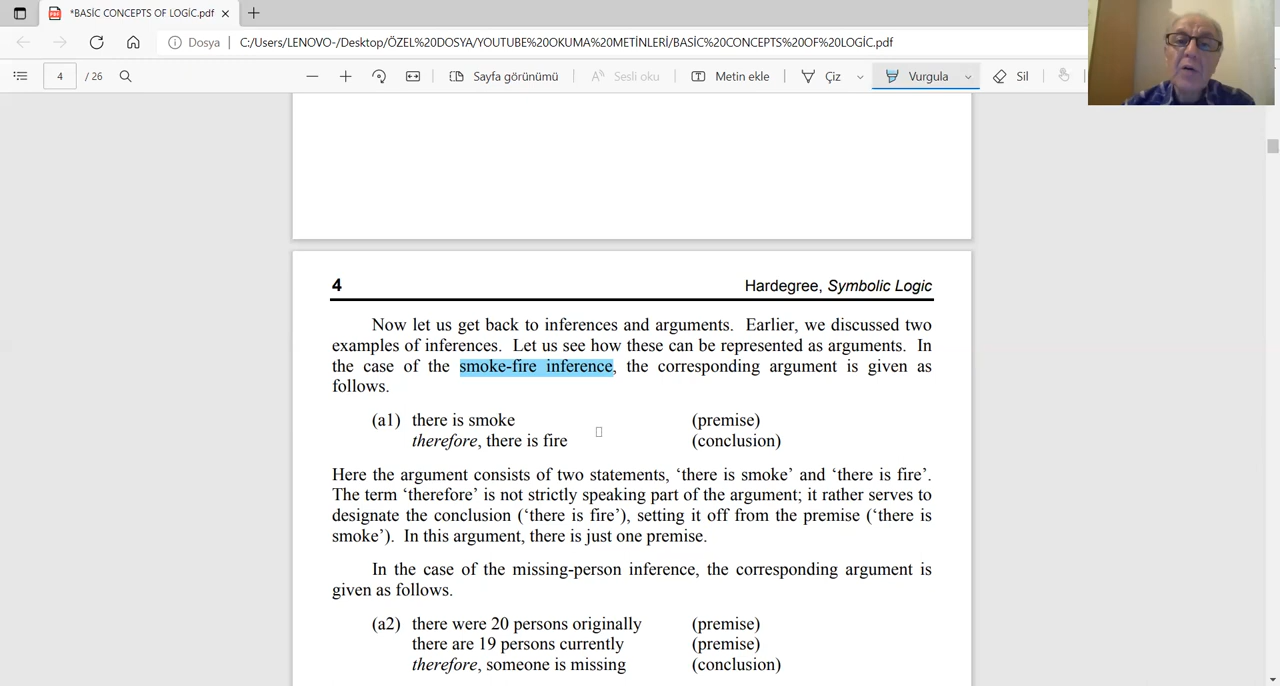 *BASİC CONCEPTS OF LOGİC.pdf
Dosya
C:/Users/LENOVO-/Desktop/ÖZEL%20DOSYA/YOUTUBE%20OKUMA%20METİNLERİ/BASİC%20CONCEPTS%20OF%20LOGİC.pdf
4 / 26
Sayfa görünümü
Sesli oku
Metin ekle
Çiz
Vurgula
Sil
4 Hardegree, Symbolic Logic
Now let us get back to inferences and arguments. Earlier, we discussed two
examples of inferences. Let us see how these can be represented as arguments. In
the case of the smoke-fire inference, the corresponding argument is given as
follows.
(a1) there is smoke (premise)
therefore, there is fire (conclusion)
Here the argument consists of two statements, ‘there is smoke’ and ‘there is fire’.
The term ‘therefore’ is not strictly speaking part of the argument; it rather serves to
designate the conclusion (‘there is fire’), setting it off from the premise (‘there is
smoke’). In this argument, there is just one premise.
In the case of the missing-person inference, the corresponding argument is
given as follows.
(a2) there were 20 persons originally (premise)
there are 19 persons currently (premise)
therefore, someone is missing (conclusion)